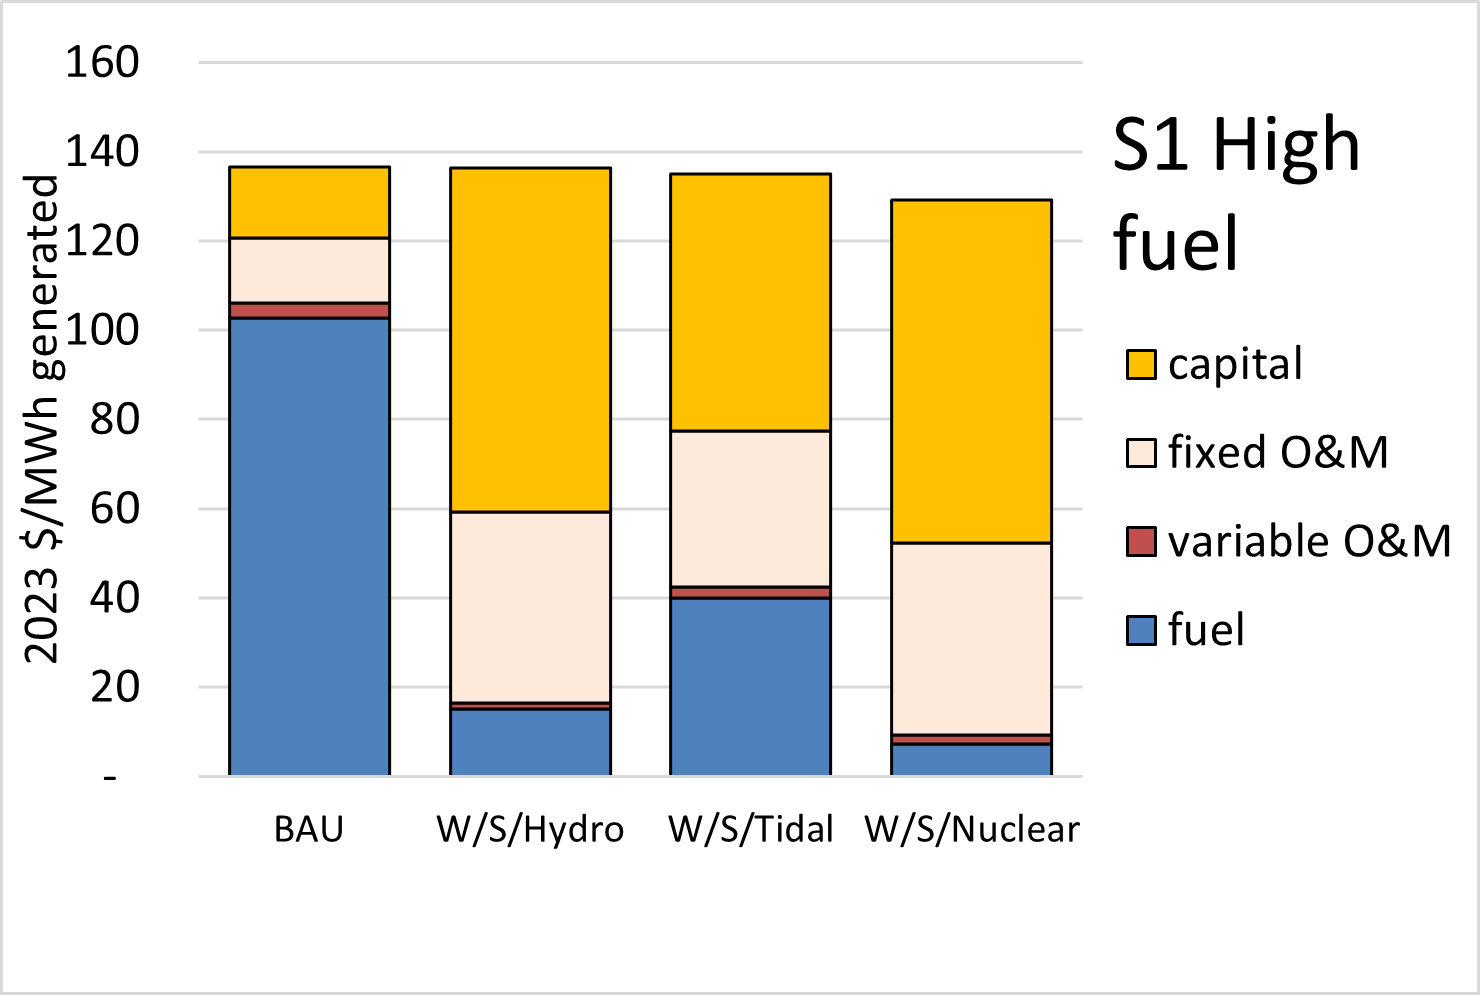 160
140
120
100
80
60
40
20
-
2023 $/MWh generated
BAU
W/S/Hydro
W/S/Tidal
W/S/Nuclear
S1 High
fuel
capital
fixed O&M
variable O&M
fuel